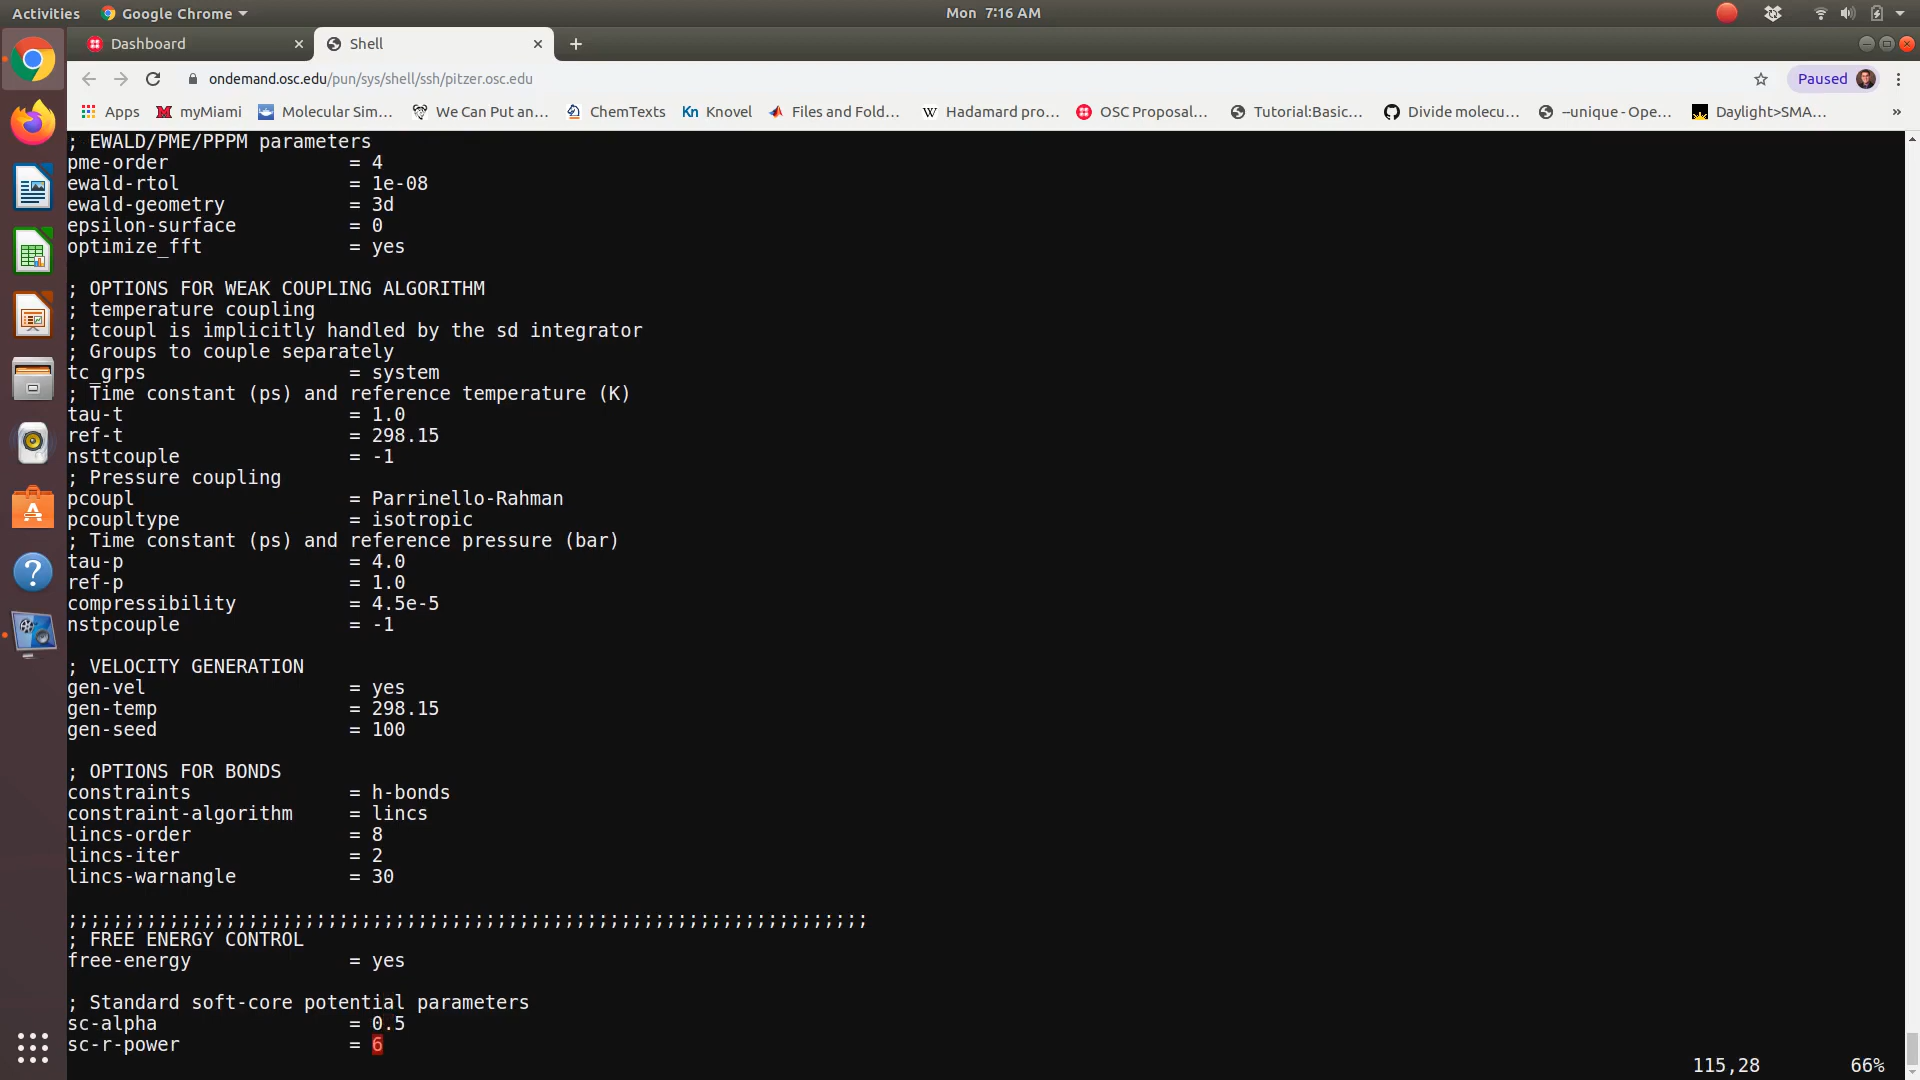 Activities Google Chrome Mon 7:16 AM
Dashboard Shell
ondemand.osc.edu/pun/sys/shell/ssh/pitzer.osc.edu Paused
Apps myMiami Molecular Sim... We Can Put an... ChemTexts Kn Knovel Files and Fold... W Hadamard pro... OSC Proposal... Tutorial:Basic... Divide molecu... --unique - Ope... Daylight>SMA... »
; EWALD/PME/PPPM parameters
pme-order = 4
ewald-rtol = 1e-08
ewald-geometry = 3d
epsilon-surface = 0
optimize_fft = yes
; OPTIONS FOR WEAK COUPLING ALGORITHM
; temperature coupling
; tcoupl is implicitly handled by the sd integrator
; Groups to couple separately
tc_grps = system
; Time constant (ps) and reference temperature (K)
tau-t = 1.0
ref-t = 298.15
nsttcouple = -1
; Pressure coupling
pcoupl = Parrinello-Rahman
pcoupltype = isotropic
; Time constant (ps) and reference pressure (bar)
tau-p = 4.0
ref-p = 1.0
compressibility = 4.5e-5
nstpcouple = -1
; VELOCITY GENERATION
gen-vel = yes
gen-temp = 298.15
gen-seed = 100
; OPTIONS FOR BONDS
constraints = h-bonds
constraint-algorithm = lincs
lincs-order = 8
lincs-iter = 2
lincs-warnangle = 30
;;;;;;;;;;;;;;;;;;;;;;;;;;;;;;;;;;;;;;;;;;;;;;;;;;;;;;;;;;;;;;;;;;;;;;;
; FREE ENERGY CONTROL
free-energy = yes
; Standard soft-core potential parameters
sc-alpha = 0.5
sc-r-power = 6
115,28 66%